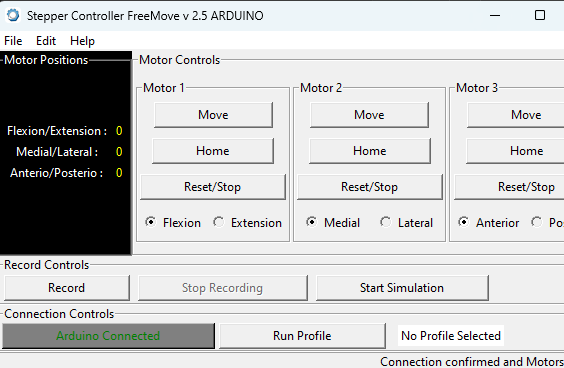 Stepper Controller FreeMove v 2.5 ARDUINO
File Edit Help
Motor Positions
Motor Controls
Motor 1 Motor 2 Motor 3
Move Move Move
Flexion/Extension : 0
Medial/Lateral : 0
Anterio/Posterio : 0
Home Home Home
Reset/Stop Reset/Stop Reset/Stop
Flexion Extension Medial Lateral Anterior Po
Record Controls
Record Stop Recording Start Simulation
Connection Controls
Arduino Connected Run Profile No Profile Selected
Connection confirmed and Motors